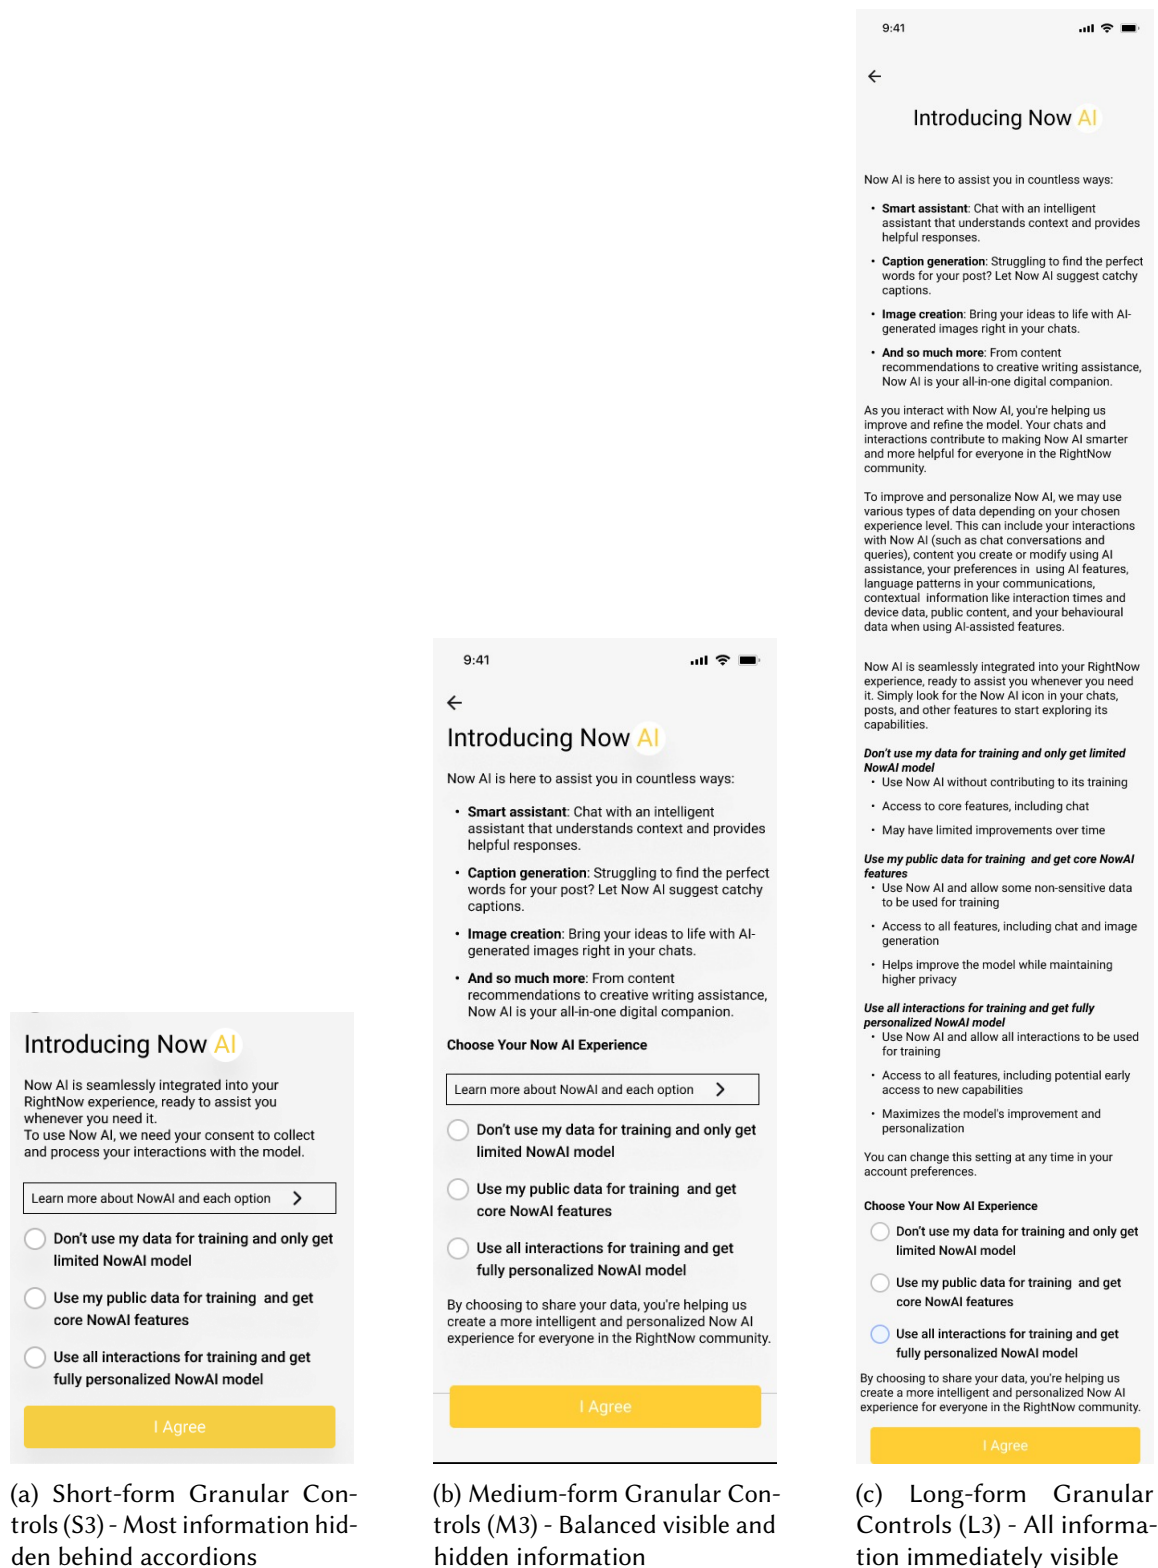 Introducing Now AI
Now AI is seamlessly integrated into your
RightNow experience, ready to assist you
whenever you need it.
To use Now AI, we need your consent to collect
and process your interactions with the model.
Learn more about NowAI and each option
Don't use my data for training and only get
limited NowAI model
Use my public data for training and get
core NowAI features
Use all interactions for training and get
fully personalized NowAI model
I Agree
(a) Short-form Granular Con-
trols (S3) - Most information hid-
den behind accordions
9:41
Introducing Now AI
Now AI is here to assist you in countless ways:
• Smart assistant: Chat with an intelligent
assistant that understands context and provides
helpful responses.
• Caption generation: Struggling to find the perfect
words for your post? Let Now AI suggest catchy
captions.
• Image creation: Bring your ideas to life with AI-
generated images right in your chats.
• And so much more: From content
recommendations to creative writing assistance,
Now AI is your all-in-one digital companion.
Choose Your Now AI Experience
Learn more about NowAI and each option
Don't use my data for training and only get
limited NowAI model
Use my public data for training and get
core NowAI features
Use all interactions for training and get
fully personalized NowAI model
By choosing to share your data, you're helping us
create a more intelligent and personalized Now AI
experience for everyone in the RightNow community.
I Agree
(b) Medium-form Granular Con-
trols (M3) - Balanced visible and
hidden information
9:41
Introducing Now AI
Now AI is here to assist you in countless ways:
• Smart assistant: Chat with an intelligent
assistant that understands context and provides
helpful responses.
• Caption generation: Struggling to find the perfect
words for your post? Let Now AI suggest catchy
captions.
• Image creation: Bring your ideas to life with AI-
generated images right in your chats.
• And so much more: From content
recommendations to creative writing assistance,
Now AI is your all-in-one digital companion.
As you interact with Now AI, you're helping us
improve and refine the model. Your chats and
interactions contribute to making Now AI smarter
and more helpful for everyone in the RightNow
community.
To improve and personalize Now AI, we may use
various types of data depending on your chosen
experience level. This can include your interactions
with Now AI (such as chat conversations and
queries), content you create or modify using AI
assistance, your preferences in using AI features,
language patterns in your communications,
contextual information like interaction times and
device data, public content, and your behavioural
data when using AI-assisted features.
Now AI is seamlessly integrated into your RightNow
experience, ready to assist you whenever you need
it. Simply look for the Now AI icon in your chats,
posts, and other features to start exploring its
capabilities.
Don't use my data for training and only get limited
NowAI model
• Use Now AI without contributing to its training
• Access to core features, including chat
• May have limited improvements over time
Use my public data for training and get core NowAI
features
• Use Now AI and allow some non-sensitive data
to be used for training
• Access to all features, including chat and image
generation
• Helps improve the model while maintaining
higher privacy
Use all interactions for training and get fully
personalized NowAI model
• Use Now AI and allow all interactions to be used
for training
• Access to all features, including potential early
access to new capabilities
• Maximizes the model's improvement and
personalization
You can change this setting at any time in your
account preferences.
Choose Your Now AI Experience
Don't use my data for training and only get
limited NowAI model
Use my public data for training and get
core NowAI features
Use all interactions for training and get
fully personalized NowAI model
By choosing to share your data, you're helping us
create a more intelligent and personalized Now AI
experience for everyone in the RightNow community.
I Agree
(c) Long-form Granular
Controls (L3) - All informa-
tion immediately visible